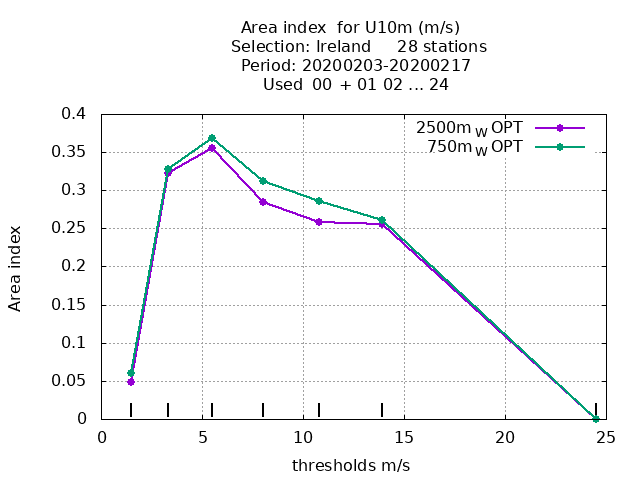 Area index  for U10m (m/s)
Selection: Ireland     28 stations
Period: 20200203-20200217
Used  00 + 01 02 ... 24
2500m W OPT
750m W OPT
0.4
0.35
0.3
0.25
0.2
0.15
0.1
0.05
0
Area index
0 5 10 15 20 25
thresholds m/s